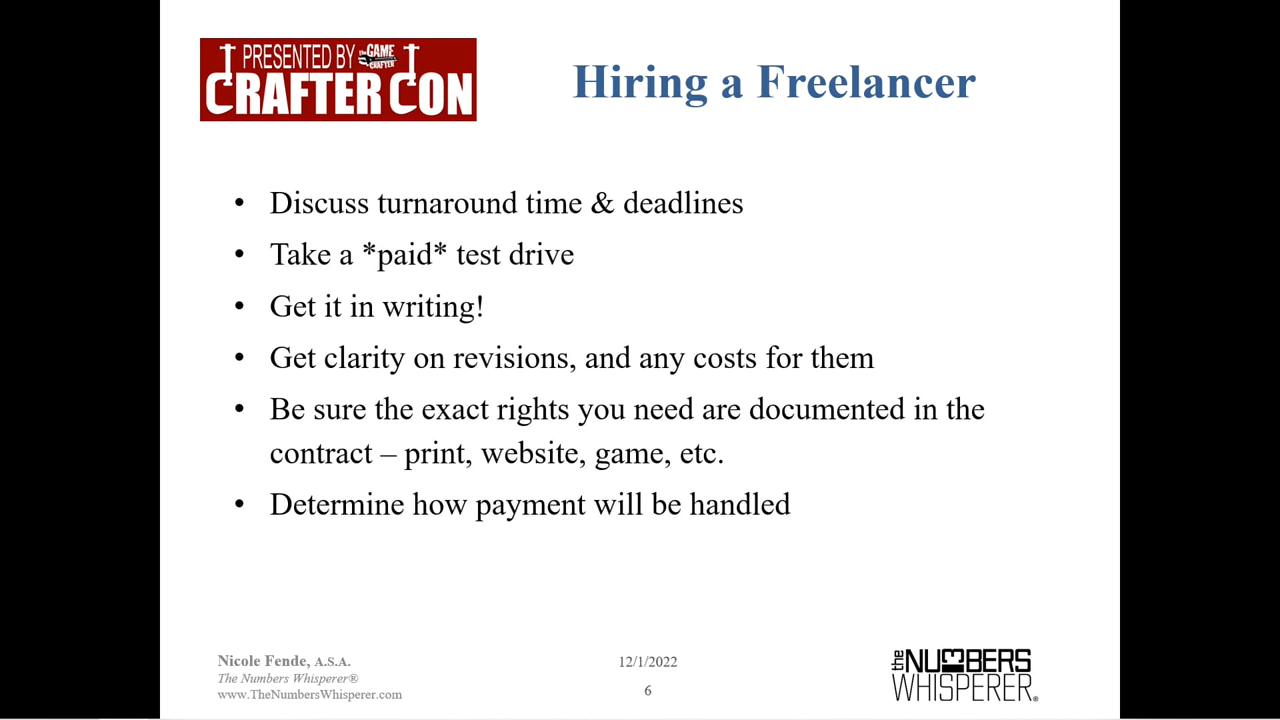 PRESENTED BY the GAME CRAFTER
CRAFTER CON
Hiring a Freelancer
• Discuss turnaround time & deadlines
• Take a *paid* test drive
• Get it in writing!
• Get clarity on revisions, and any costs for them
• Be sure the exact rights you need are documented in the
contract – print, website, game, etc.
• Determine how payment will be handled
Nicole Fende, A.S.A.
The Numbers Whisperer®
www.TheNumbersWhisperer.com
12/1/2022
6
the NUMBERS
WHISPERER®